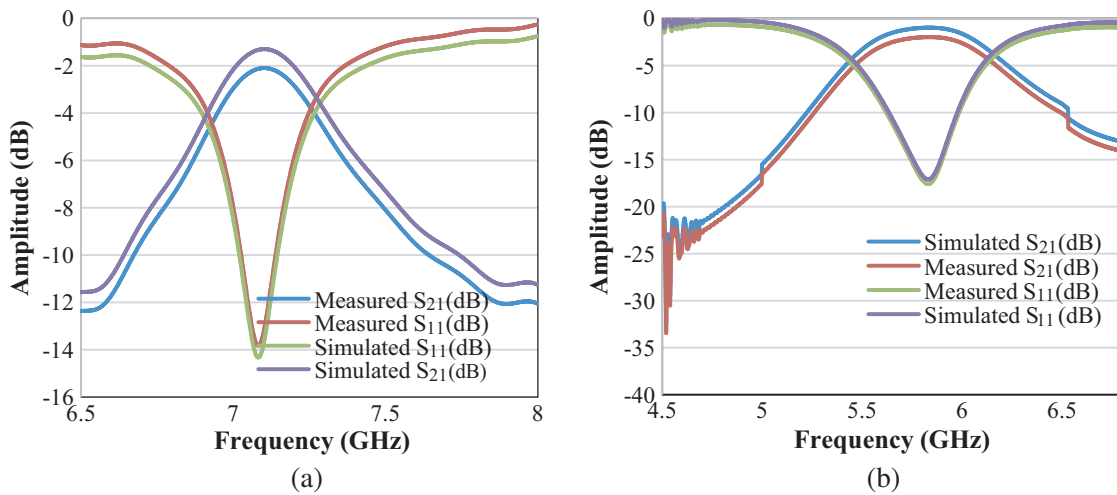 0
-2
-4
-6
-8
-10
-12
-14
-16
Amplitude (dB)
Measured S21(dB)
Measured S11(dB)
Simulated S11(dB)
Simulated S21(dB)
6.5 7 7.5 8
Frequency (GHz)
(a)
0
-5
-10
-15
-20
-25
-30
-35
-40
Amplitude (dB)
Simulated S21(dB)
Measured S21(dB)
Measured S11(dB)
Simulated S11(dB)
4.5 5 5.5 6 6.5
Frequency (GHz)
(b)